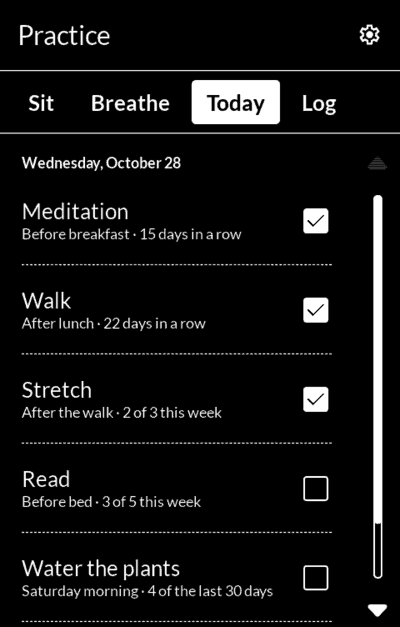 Practice
Sit
Breathe
Today
Log
Wednesday, October 28
Meditation
Before breakfast · 15 days in a row
Walk
After lunch · 22 days in a row
Stretch
After the walk · 2 of 3 this week
Read
Before bed · 3 of 5 this week
Water the plants
Saturday morning · 4 of the last 30 days